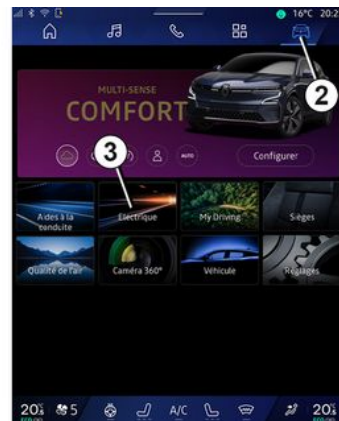 16°C 20:2
2
MULTI-SENSE
COMFORT
3
AUTO
Configurer
Aides à la
conduite
Electrique
My Driving
Sièges
Qualité de l'air
Caméra 360°
Véhicule
Réglages
20 5 A/C 20